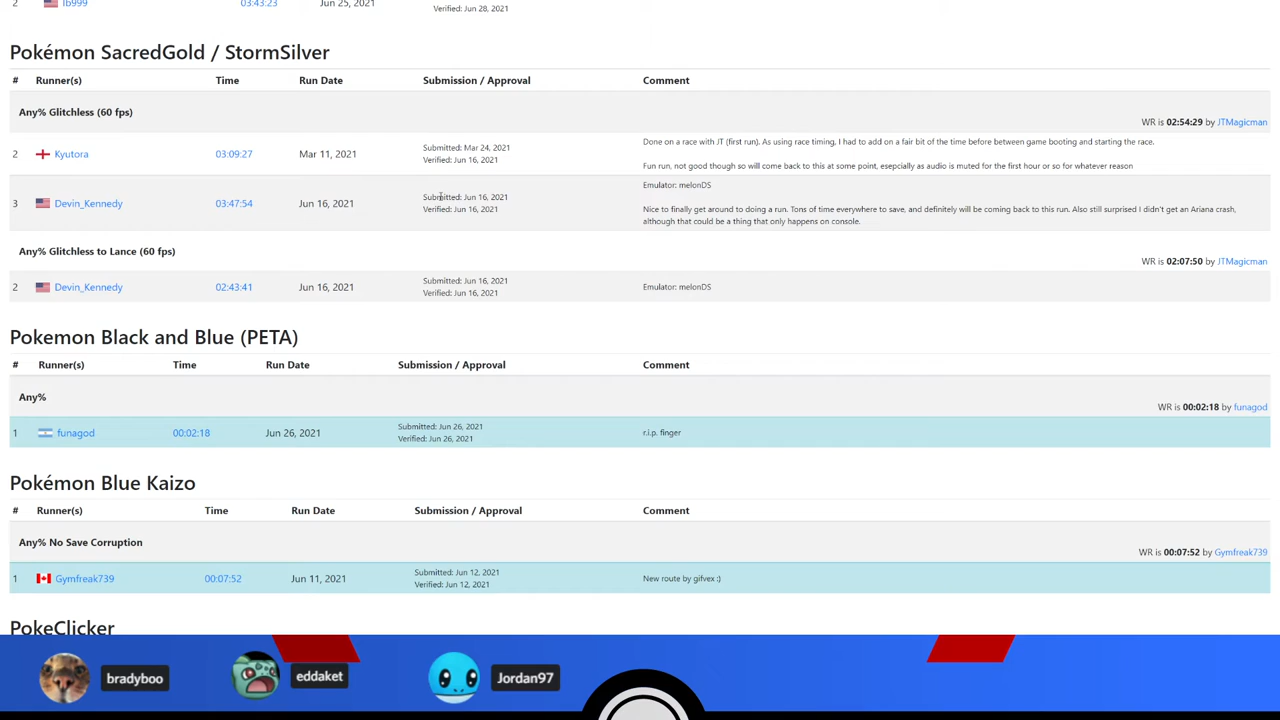 2 lb999 03:43:23 Jun 25, 2021 Verified: Jun 28, 2021
Pokémon SacredGold / StormSilver
# Runner(s) Time Run Date Submission / Approval Comment
Any% Glitchless (60 fps)
WR is 02:54:29 by JTMagicman
2 Kyutora 03:09:27 Mar 11, 2021
Submitted: Mar 24, 2021
Verified: Jun 16, 2021
Done on a race with JT (first run). As using race timing, I had to add on a fair bit of the time before between game booting and starting the race.
Fun run, not good though so will come back to this at some point, esepcially as audio is muted for the first hour or so for whatever reason
3 Devin_Kennedy 03:47:54 Jun 16, 2021
Submitted: Jun 16, 2021
Verified: Jun 16, 2021
Emulator: melonDS
Nice to finally get around to doing a run. Tons of time everywhere to save, and definitely will be coming back to this run. Also still surprised I didn't get an Ariana crash,
although that could be a thing that only happens on console.
Any% Glitchless to Lance (60 fps)
WR is 02:07:50 by JTMagicman
2 Devin_Kennedy 02:43:41 Jun 16, 2021
Submitted: Jun 16, 2021
Verified: Jun 16, 2021
Emulator: melonDS
Pokemon Black and Blue (PETA)
# Runner(s) Time Run Date Submission / Approval Comment
Any%
WR is 00:02:18 by funagod
1 funagod 00:02:18 Jun 26, 2021
Submitted: Jun 26, 2021
Verified: Jun 26, 2021
r.i.p. finger
Pokémon Blue Kaizo
# Runner(s) Time Run Date Submission / Approval Comment
Any% No Save Corruption
WR is 00:07:52 by Gymfreak739
1 Gymfreak739 00:07:52 Jun 11, 2021
Submitted: Jun 12, 2021
Verified: Jun 12, 2021
New route by gifvex :)
PokeClicker
bradyboo eddaket Jordan97